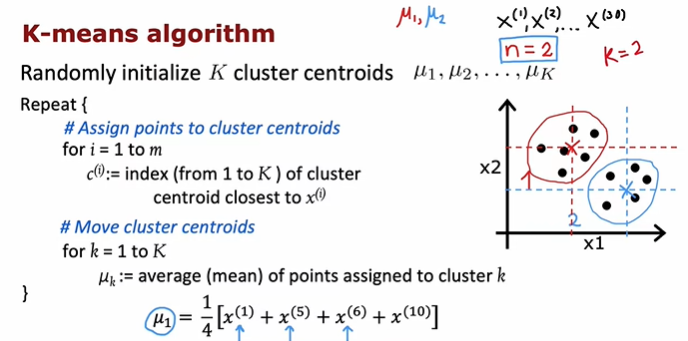 μ₁, μ₂ x⁽¹⁾, x⁽²⁾, ... x⁽³⁰⁾
K-means algorithm
n = 2
K=2
Randomly initialize K cluster centroids μ₁, μ₂, . . . , μ_K
Repeat {
# Assign points to cluster centroids
for i = 1 to m
c⁽ⁱ⁾:= index (from 1 to K ) of cluster
centroid closest to x⁽ⁱ⁾
# Move cluster centroids
for k = 1 to K
μₖ := average (mean) of points assigned to cluster k
}
μ₁ = 1/4 [x⁽¹⁾ + x⁽⁵⁾ + x⁽⁶⁾ + x⁽¹⁰⁾]
x2
1
2
x1